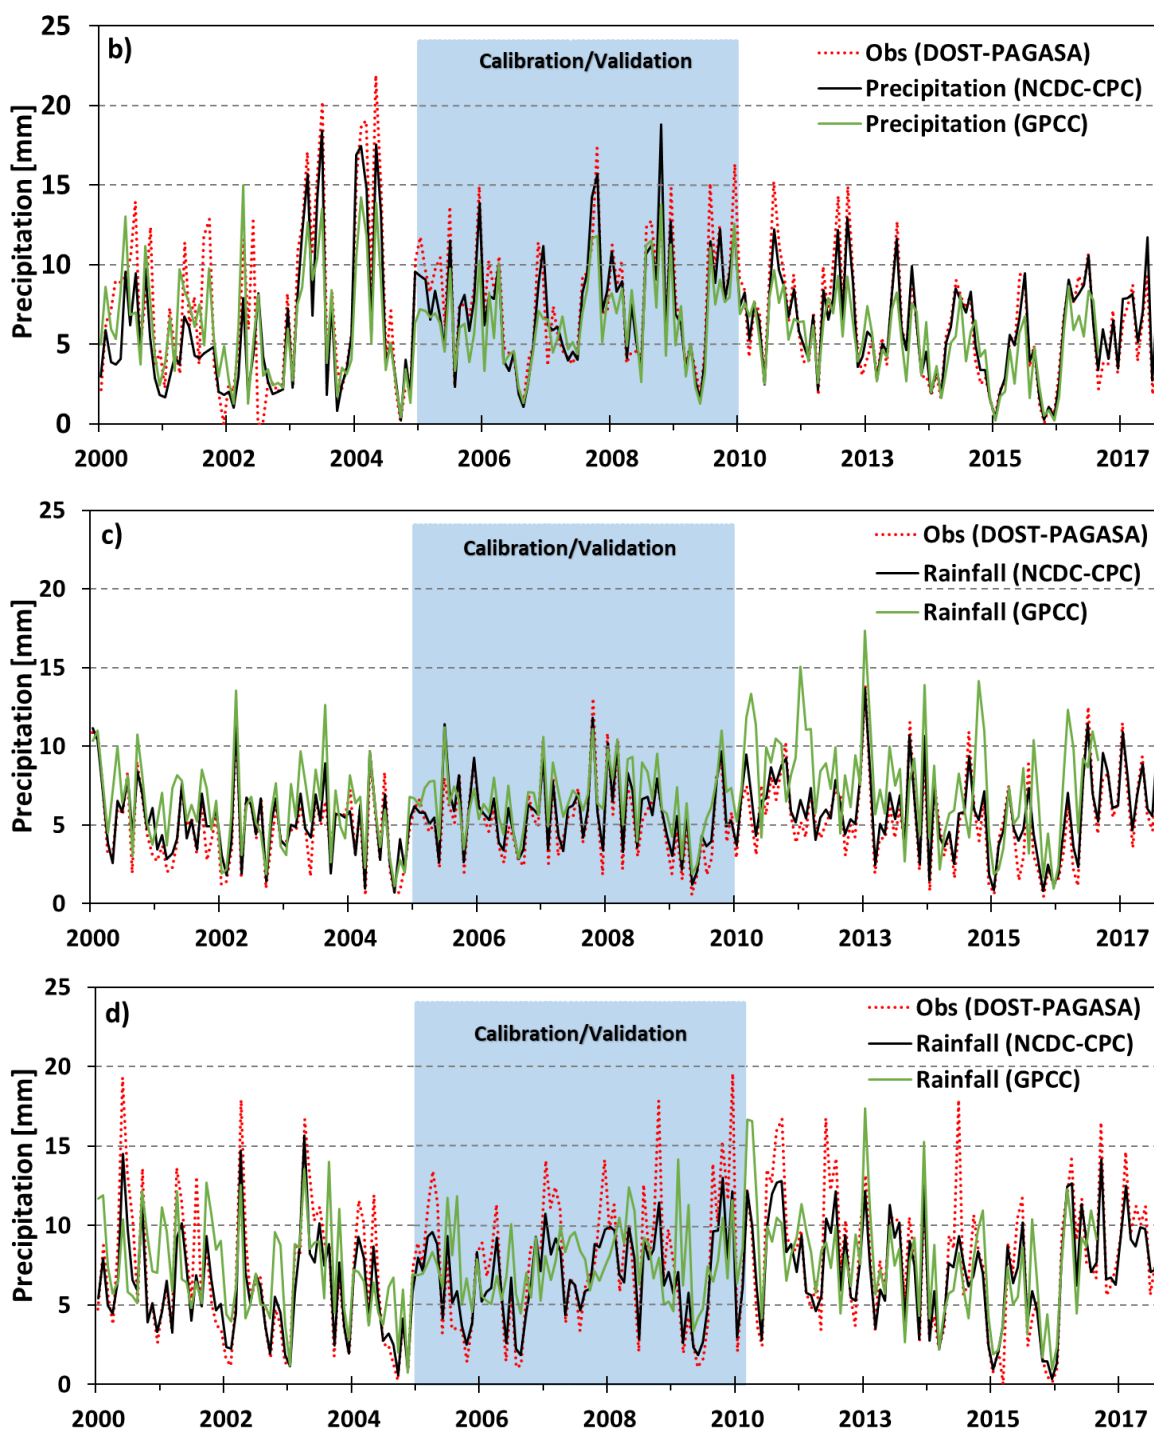 25
b)
Calibration/Validation
Obs (DOST-PAGASA)
Precipitation (NCDC-CPC)
Precipitation (GPCC)
20
15
10
5
0
Precipitation [mm]
2000 2002 2004 2006 2008 2010 2013 2015 2017
25
c)
Calibration/Validation
Obs (DOST-PAGASA)
Rainfall (NCDC-CPC)
Rainfall (GPCC)
20
15
10
5
0
Precipitation [mm]
2000 2002 2004 2006 2008 2010 2013 2015 2017
25
d)
Calibration/Validation
Obs (DOST-PAGASA)
Rainfall (NCDC-CPC)
Rainfall (GPCC)
20
15
10
5
0
Precipitation [mm]
2000 2002 2004 2006 2008 2010 2013 2015 2017